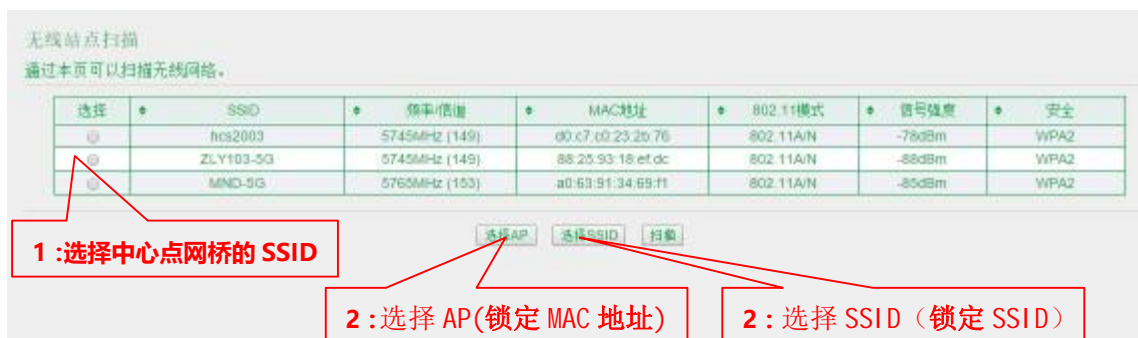 无线站点扫描
通过本页可以扫描无线网络。
选择 SSID 频率/信道 MAC地址 802.11模式 信号强度 安全
hcs2003 5745MHz (149) d0:c7:c0:23:2b:76 802.11A/N -78dBm WPA2
ZLY103-5G 5745MHz (149) 88:25:93:18:ef:dc 802.11A/N -88dBm WPA2
MND-5G 5765MHz (153) a0:63:91:34:69:f1 802.11A/N -85dBm WPA2
选择AP 选择SSID 扫描
1 :选择中心点网桥的 SSID
2 :选择 AP(锁定 MAC 地址)
2 : 选择 SSID（锁定 SSID）